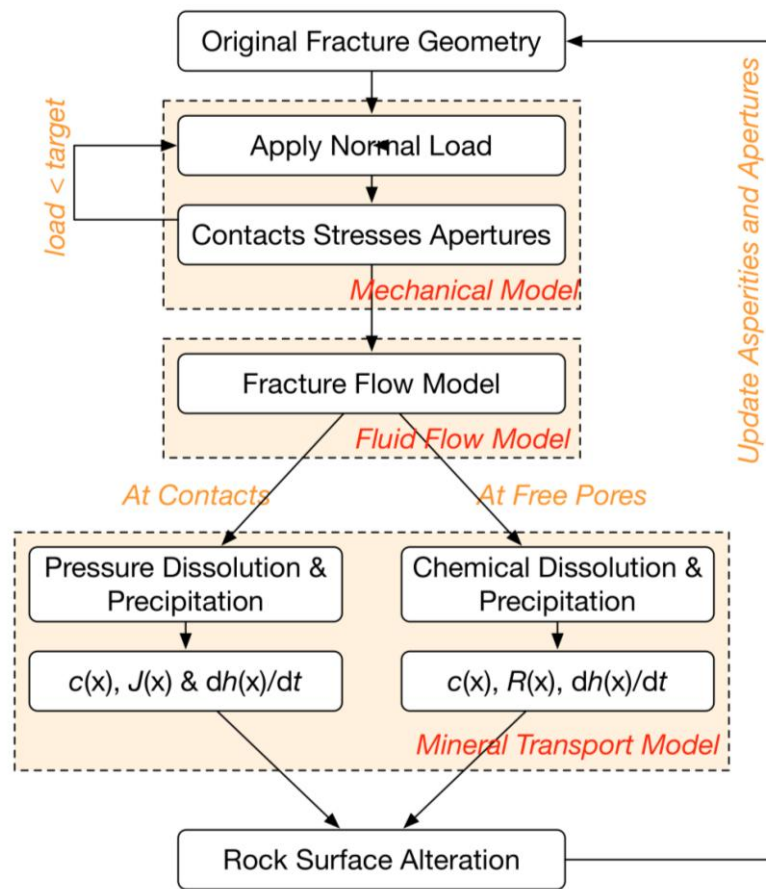 Original Fracture Geometry
Apply Normal Load
load < target
Contacts Stresses Apertures
Mechanical Model
Update Asperities and Apertures
Fracture Flow Model
Fluid Flow Model
At Contacts
At Free Pores
Pressure Dissolution &
Precipitation
Chemical Dissolution &
Precipitation
c(x), J(x) & dh(x)/dt
c(x), R(x), dh(x)/dt
Mineral Transport Model
Rock Surface Alteration